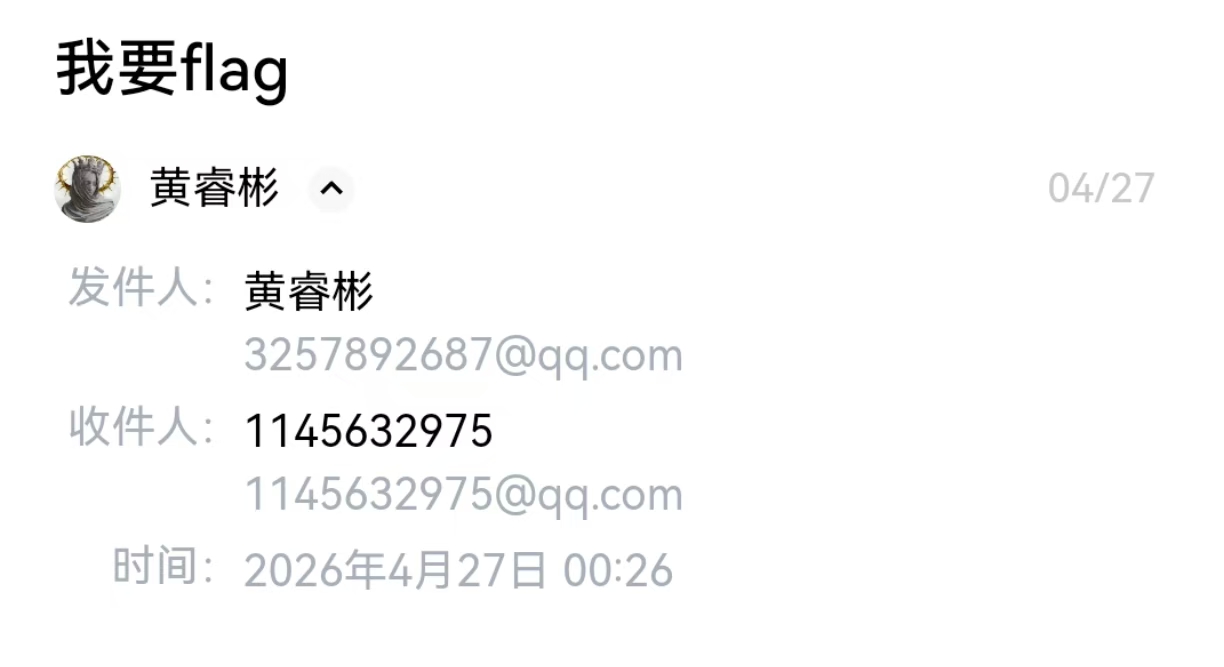 我要flag
黄睿彬
04/27
发件人： 黄睿彬
3257892687@qq.com
收件人： 1145632975
1145632975@qq.com
时间： 2026年4月27日 00:26